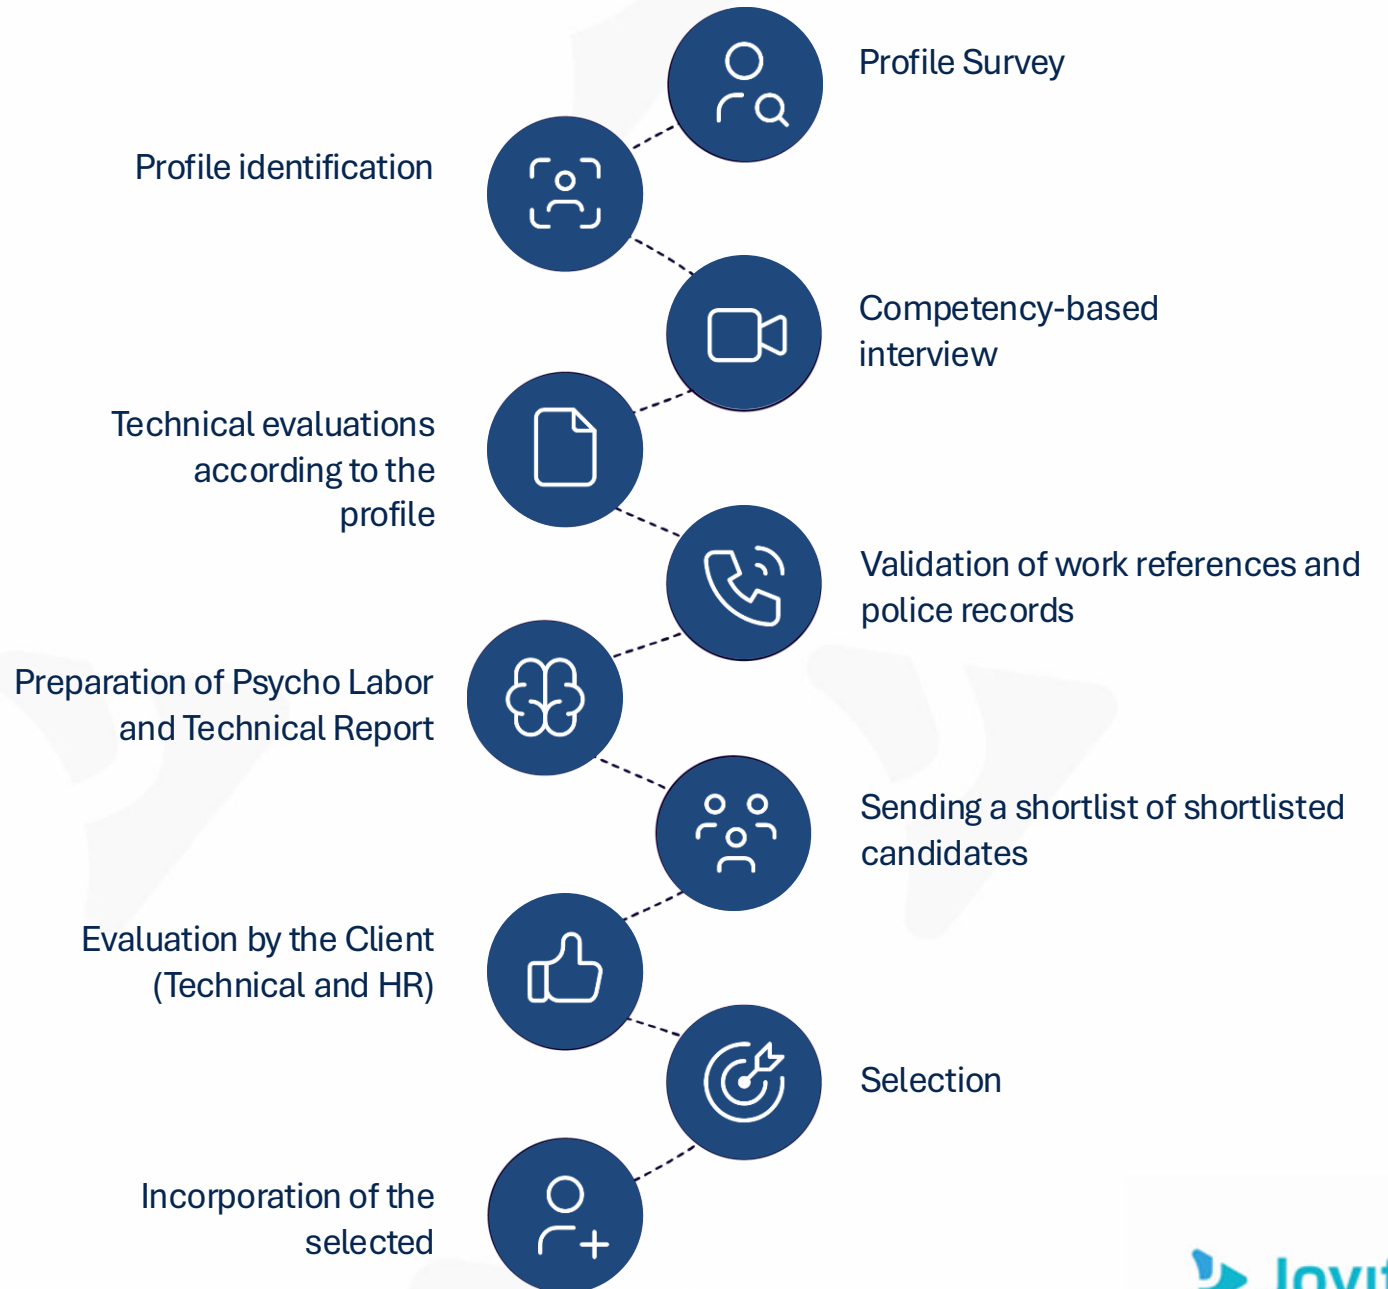 Profile Survey
Profile identification
Competency-based
interview
Technical evaluations
according to the
profile
Validation of work references and
police records
Preparation of Psycho Labor
and Technical Report
Sending a shortlist of shortlisted
candidates
Evaluation by the Client
(Technical and HR)
Selection
Incorporation of the
selected